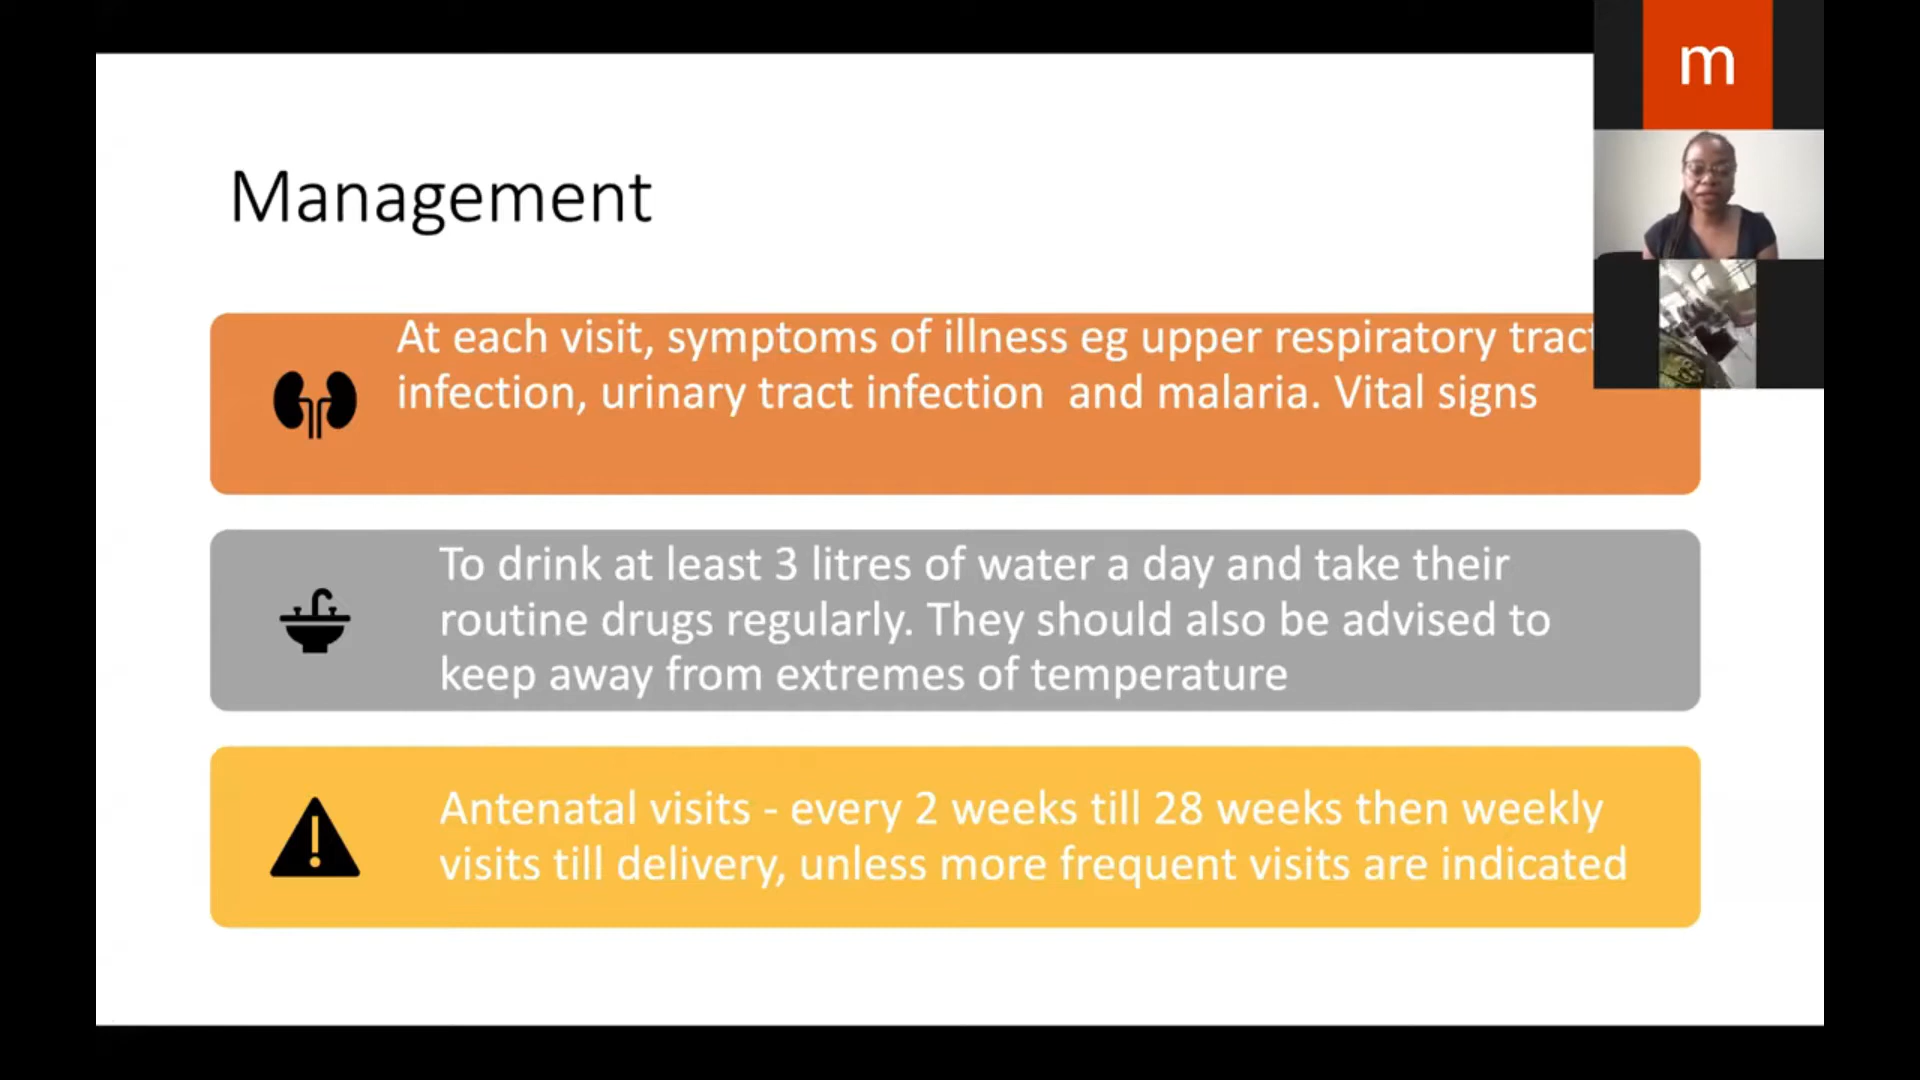 m
Management
At each visit, symptoms of illness eg upper respiratory tract
infection, urinary tract infection and malaria. Vital signs
To drink at least 3 litres of water a day and take their
routine drugs regularly. They should also be advised to
keep away from extremes of temperature
Antenatal visits - every 2 weeks till 28 weeks then weekly
visits till delivery, unless more frequent visits are indicated